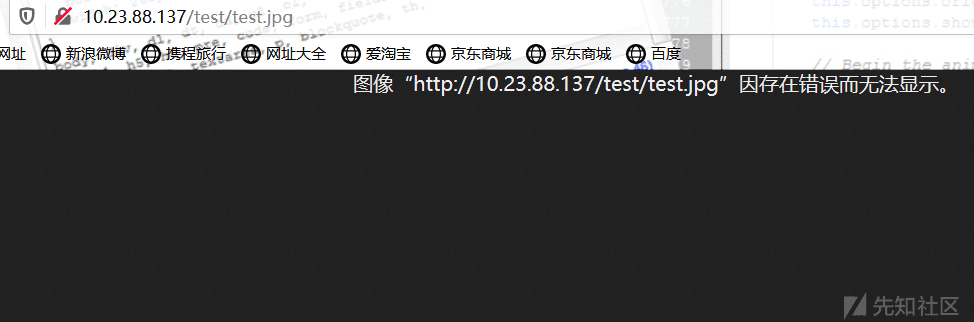 10.23.88.137/test/test.jpg
this.options.
this.options.sho
网址 新浪微博 携程旅行 网址大全 爱淘宝 京东商城 京东商城 百度
// Begin the ani
图像“http://10.23.88.137/test/test.jpg”因存在错误而无法显示。
先知社区